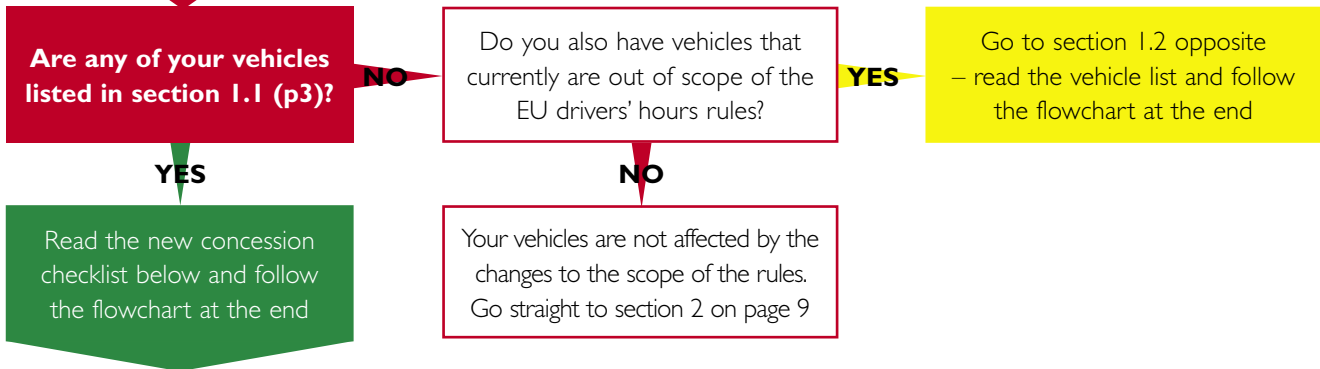 Are any of your vehicles
listed in section 1.1 (p3)?
NO
Do you also have vehicles that
currently are out of scope of the
EU drivers’ hours rules?
YES
Go to section 1.2 opposite
– read the vehicle list and follow
the flowchart at the end
YES
NO
Read the new concession
checklist below and follow
the flowchart at the end
Your vehicles are not affected by the
changes to the scope of the rules.
Go straight to section 2 on page 9